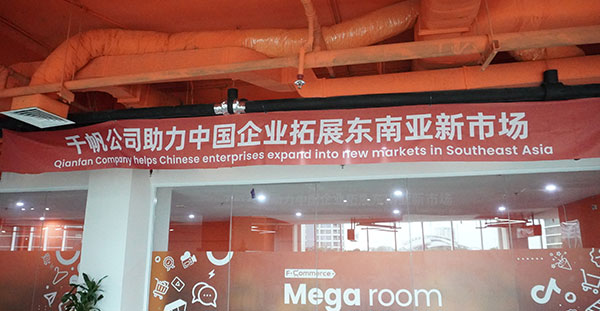 千帆公司助力中国企业拓展东南亚新市场
Qianfan Company helps Chinese enterprises expand into new markets in Southeast Asia
F-Commerce
Mega room